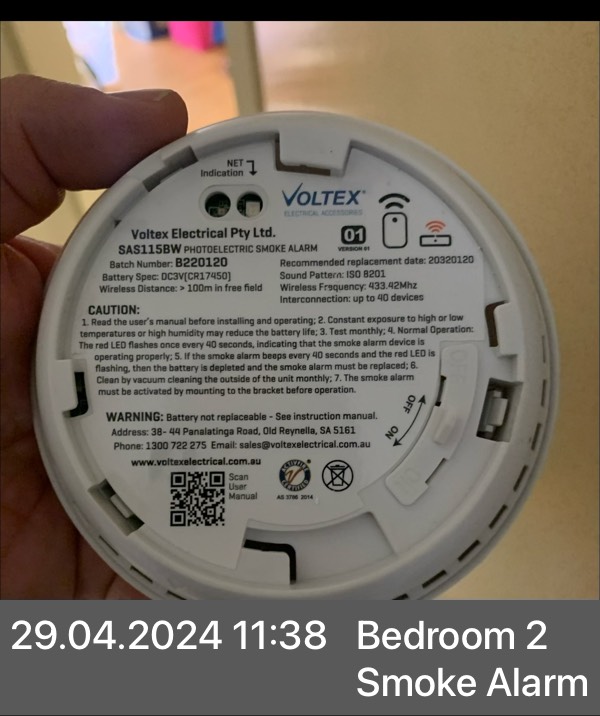 NET
Indication
VOLTEX®
ELECTRICAL ACCESSORIES
Voltex Electrical Pty Ltd.
SAS115BW PHOTOELECTRIC SMOKE ALARM
01
VERSION 01
Batch Number: B220120
Battery Spec: DC3V(CR17450)
Wireless Distance: > 100m in free field
Recommended replacement date: 20320120
Sound Pattern: ISO 8201
Wireless Frequency: 433.42Mhz
Interconnection: up to 40 devices
CAUTION:
1. Read the user's manual before installing and operating; 2. Constant exposure to high or low
temperatures or high humidity may reduce the battery life; 3. Test monthly; 4. Normal Operation:
The red LED flashes once every 40 seconds, indicating that the smoke alarm device is
operating properly; 5. If the smoke alarm beeps every 40 seconds and the red LED is
flashing, then the battery is depleted and the smoke alarm must be replaced; 6.
Clean by vacuum cleaning the outside of the unit monthly; 7. The smoke alarm
must be activated by mounting to the bracket before operation.
OFF
ON
WARNING: Battery not replaceable - See instruction manual.
Address: 38- 44 Panalatinga Road, Old Reynella, SA 5161
Phone: 1300 722 275 Email: sales@voltexelectrical.com.au
www.voltexelectrical.com.au
Scan
User
Manual
AS 3786 2014
29.04.2024 11:38
Bedroom 2
Smoke Alarm